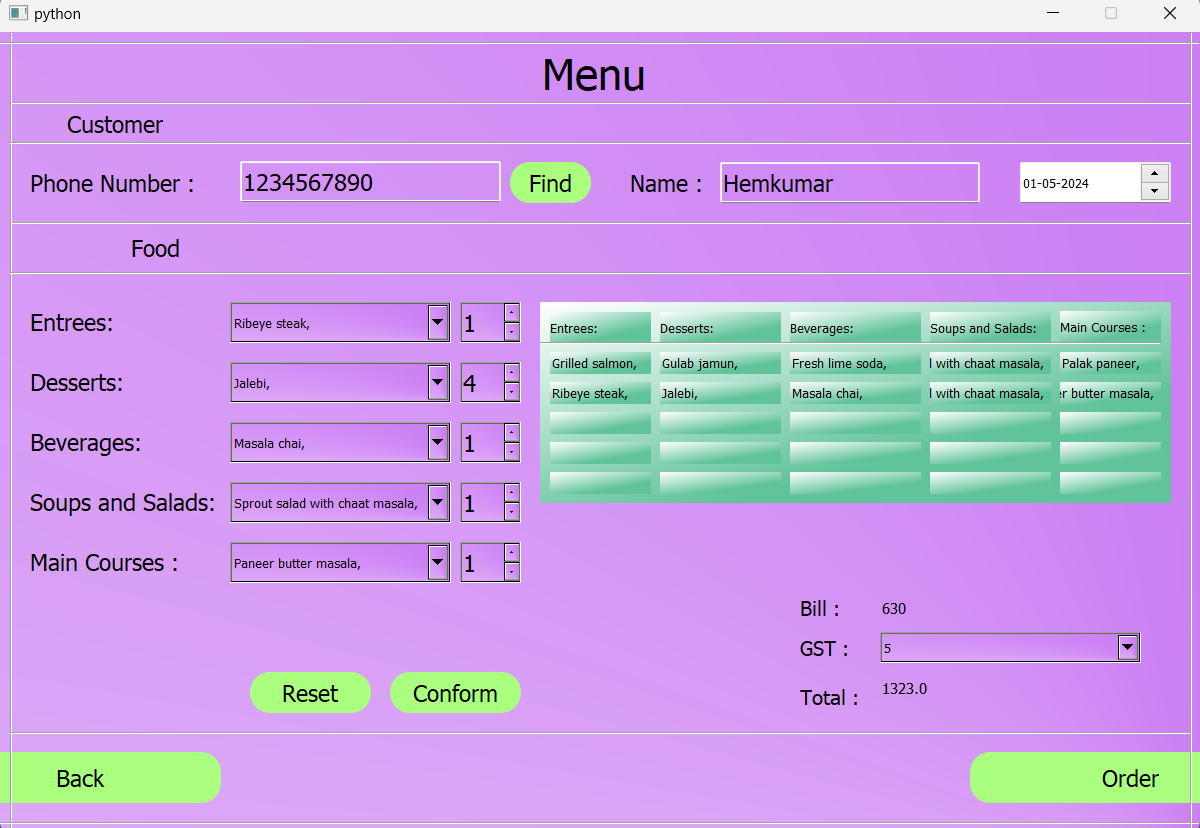 python
Menu
Customer
Phone Number : 1234567890 Find Name : Hemkumar 01-05-2024
Food
Entrees: Ribeye steak, 1
Desserts: Jalebi, 4
Beverages: Masala chai, 1
Soups and Salads: Sprout salad with chaat masala, 1
Main Courses : Paneer butter masala, 1
Entrees: Desserts: Beverages: Soups and Salads: Main Courses :
Grilled salmon, Gulab jamun, Fresh lime soda, l with chaat masala, Palak paneer,
Ribeye steak, Jalebi, Masala chai, l with chaat masala, er butter masala,
Bill : 630
GST : 5
Total : 1323.0
Reset Conform
Back Order